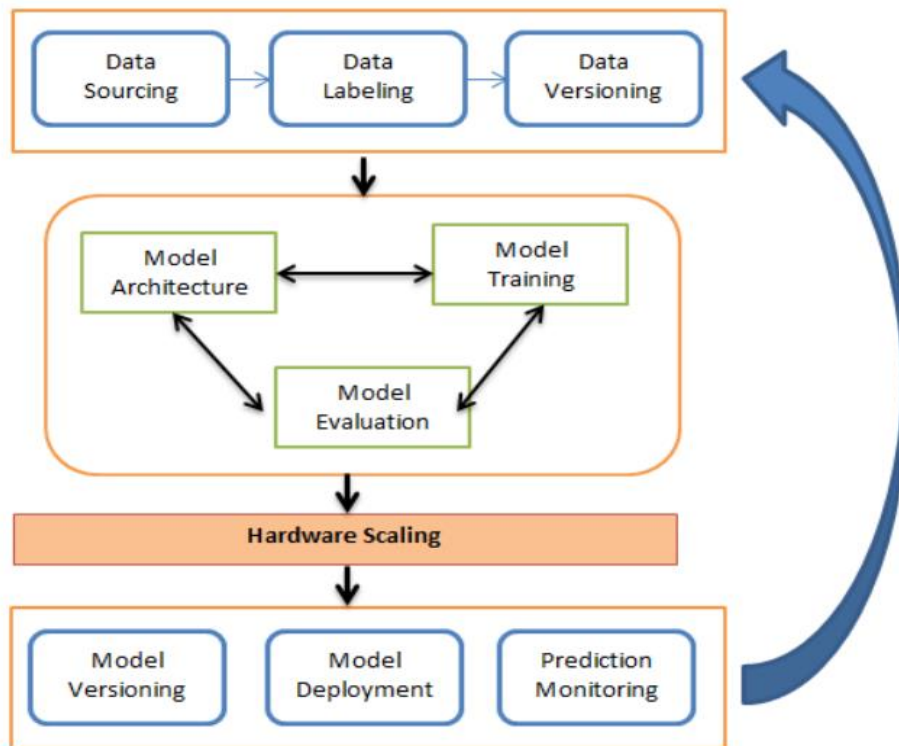 Data
Sourcing
Data
Labeling
Data
Versioning
Model
Architecture
Model
Training
Model
Evaluation
Hardware Scaling
Model
Versioning
Model
Deployment
Prediction
Monitoring